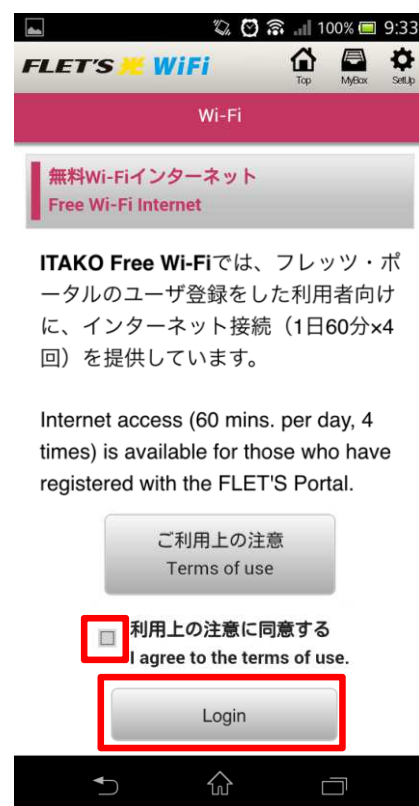 100% 9:33
FLET'S 光 WiFi
Top MyBox SetUp
Wi-Fi
無料Wi-Fiインターネット
Free Wi-Fi Internet
ITAKO Free Wi-Fiでは、フレッツ・ポ
ータルのユーザ登録をした利用者向け
に、インターネット接続（1日60分×4
回）を提供しています。
Internet access (60 mins. per day, 4
times) is available for those who have
registered with the FLET'S Portal.
ご利用上の注意
Terms of use
利用上の注意に同意する
I agree to the terms of use.
Login